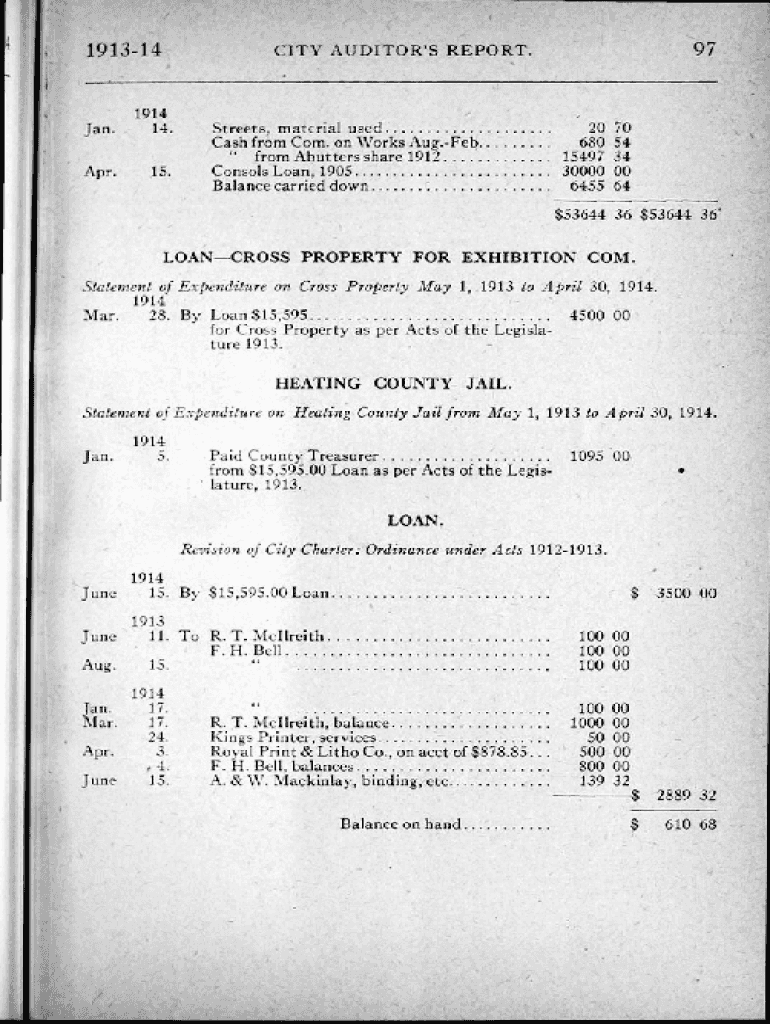 1913-14 CITY AUDITOR'S REPORT. 97
1914
Jan. 14. Streets, material used.................... 20 70
Cash from Com. on Works Aug.-Feb......... 680 54
" from Abutters share 1912............. 15497 34
Apr. 15. Consols Loan, 1905........................ 30000 00
Balance carried down...................... 6455 64
$53644 36 $53644 36
LOAN—CROSS PROPERTY FOR EXHIBITION COM.
Statement of Expenditure on Cross Property May 1, 1913 to April 30, 1914.
1914
Mar. 28. By Loan $15,595............................. 4500 00
for Cross Property as per Acts of the Legisla-
ture 1913.
HEATING COUNTY JAIL.
Statement of Expenditure on Heating County Jail from May 1, 1913 to April 30, 1914.
1914
Jan. 5. Paid County Treasurer.................... 1095 00
from $15,595.00 Loan as per Acts of the Legis-
lature, 1913.
LOAN.
Revision of City Charter: Ordinance under Acts 1912-1913.
1914
June 15. By $15,595.00 Loan.......................... $ 3500 00
1913
June 11. To R. T. McIlreith........................... 100 00
F. H. Bell................................ 100 00
Aug. 15. " .............................. 100 00
1914
Jan. 17. " .............................. 100 00
Mar. 17. R. T. McIlreith, balance................... 1000 00
24. Kings Printer, services..................... 50 00
Apr. 3. Royal Print & Litho Co., on acct of $878.85... 500 00
4. F. H. Bell, balances....................... 800 00
June 15. A. & W. Mackinlay, binding, etc............ 139 32
$ 2889 32
Balance on hand........... $ 610 68